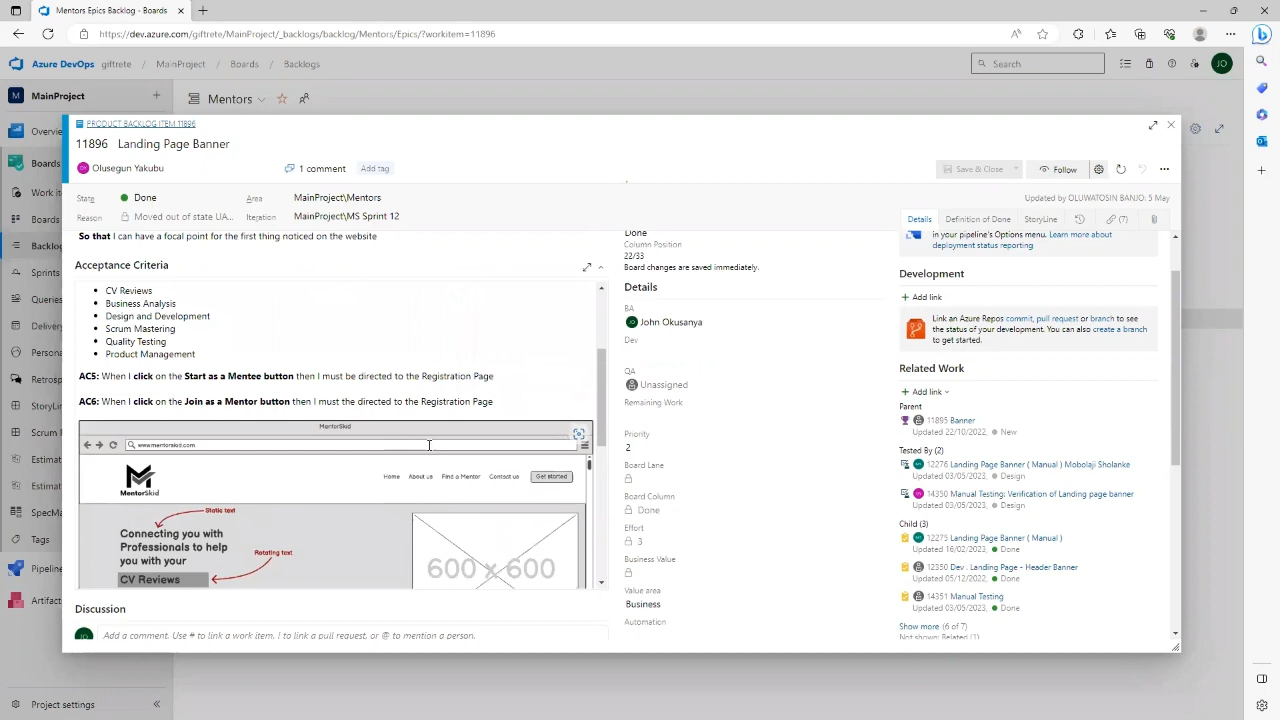 Mentors Epics Backlog - Boards
https://dev.azure.com/giftrete/MainProject/_backlogs/backlog/Mentors/Epics/?workitem=11896
Azure DevOps giftrete / MainProject / Boards / Backlogs
Search
JO
M MainProject
Mentors
Overvie
Boards
Work i
Boards
Backlog
Sprints
Queries
Delivery
Persona
Retrosp
StoryLin
Scrum P
Estimat
Estimat
SpecMa
Tags
Pipeline
Artifact
Project settings
PRODUCT BACKLOG ITEM 11896
11896 Landing Page Banner
Olusegun Yakubu
1 comment
Add tag
Save & Close
Follow
State
Done
Area
MainProject\Mentors
Updated by OLUWATOSIN BANJO: 5 May
Reason
Moved out of state UA...
Iteration
MainProject\MS Sprint 12
Details
Definition of Done
StoryLine
(7)
So that I can have a focal point for the first thing noticed on the website
Acceptance Criteria
CV Reviews
Business Analysis
Design and Development
Scrum Mastering
Quality Testing
Product Management
AC5: When I click on the Start as a Mentee button then I must be directed to the Registration Page
AC6: When I click on the Join as a Mentor button then I must the directed to the Registration Page
MentorSkid
www.mentorskid.com
MentorSkid
Home About us Find a Mentor Contact us Get started
Static text
Connecting you with
Professionals to help
you with your
CV Reviews
Rotating text
600 x 600
Discussion
JO
Add a comment. Use # to link a work item, ! to link a pull request, or @ to mention a person.
Done
Column Position
22/33
Board changes are saved immediately.
Details
BA
John Okusanya
Dev
QA
Unassigned
Remaining Work
Priority
2
Board Lane
Board Column
Done
Effort
3
Business Value
Value area
Business
Automation
in your pipeline's Options menu. Learn more about
deployment status reporting
Development
Add link
Link an Azure Repos commit, pull request or branch to see
the status of your development. You can also create a branch
to get started.
Related Work
Add link
Parent
11895 Banner
Updated 22/10/2022, New
Tested By (2)
12276 Landing Page Banner ( Manual ) Mobolaji Sholanke
Updated 03/05/2023, Design
14350 Manual Testing: Verification of Landing page banner
Updated 03/05/2023, Design
Child (3)
12275 Landing Page Banner ( Manual )
Updated 16/02/2023, Done
12350 Dev . Landing Page - Header Banner
Updated 05/12/2022, Done
14351 Manual Testing
Updated 03/05/2023, Done
Show more (6 of 7)
Not shown: Related (1)